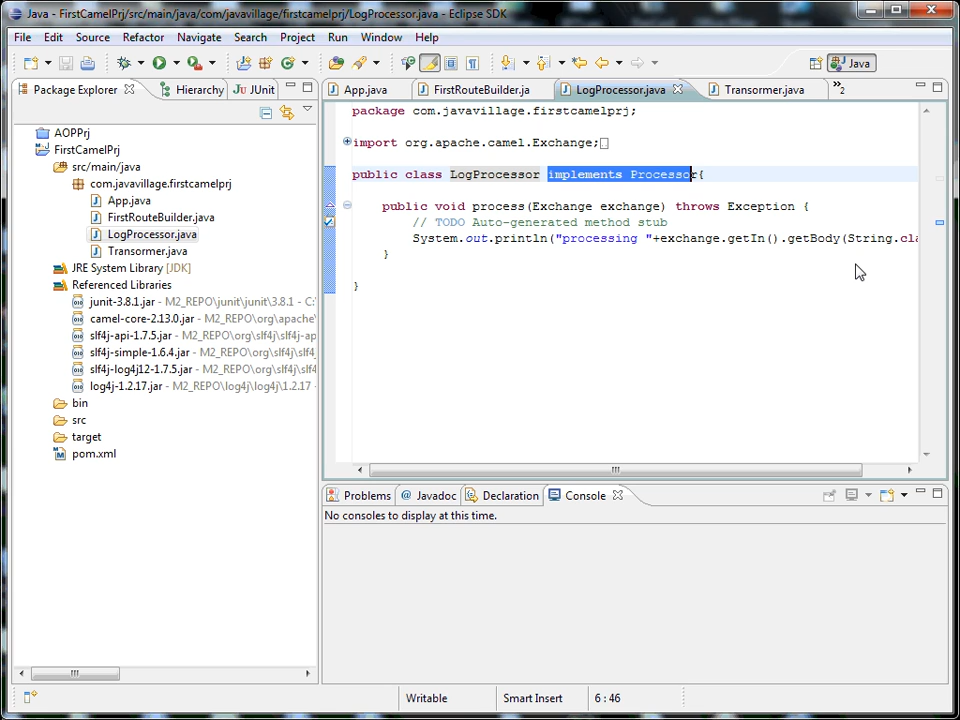 Java - FirstCamelPrj/src/main/java/com/javavillage/firstcamelprj/LogProcessor.java - Eclipse SDK
File Edit Source Refactor Navigate Search Project Run Window Help
Java
Package Explorer Hierarchy JUnit
App.java FirstRouteBuilder.ja LogProcessor.java Transormer.java »2
AOPPrj
FirstCamelPrj
src/main/java
com.javavillage.firstcamelprj
App.java
FirstRouteBuilder.java
LogProcessor.java
Transormer.java
JRE System Library [JDK]
Referenced Libraries
junit-3.8.1.jar - M2_REPO\junit\junit\3.8.1 - C:
camel-core-2.13.0.jar - M2_REPO\org\apache\
slf4j-api-1.7.5.jar - M2_REPO\org\slf4j\slf4j-ap
slf4j-simple-1.6.4.jar - M2_REPO\org\slf4j\slf4
slf4j-log4j12-1.7.5.jar - M2_REPO\org\slf4j\slf
log4j-1.2.17.jar - M2_REPO\log4j\log4j\1.2.17 -
bin
src
target
pom.xml
package com.javavillage.firstcamelprj;
import org.apache.camel.Exchange;
public class LogProcessor implements Processor{
public void process(Exchange exchange) throws Exception {
// TODO Auto-generated method stub
System.out.println("processing "+exchange.getIn().getBody(String.cla
}
}
Problems @ Javadoc Declaration Console
No consoles to display at this time.
Writable Smart Insert 6 : 46